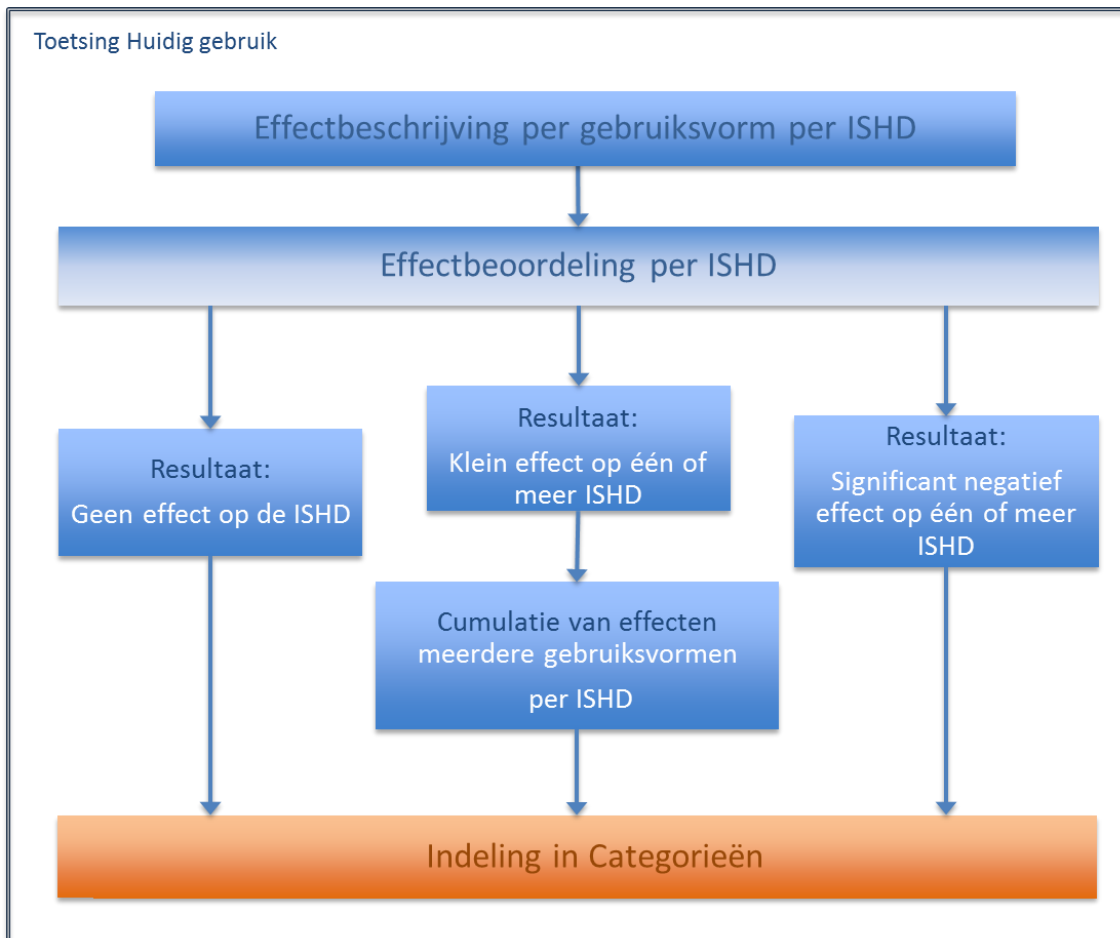 Toetsing Huidig gebruik
Effectbeschrijving per gebruiksvorm per ISHD
Effectbeoordeling per ISHD
Resultaat:
Geen effect op de ISHD
Resultaat:
Klein effect op één of
meer ISHD
Resultaat:
Significant negatief
effect op één of meer
ISHD
Cumulatie van effecten
meerdere gebruiksvormen
per ISHD
Indeling in Categorieën